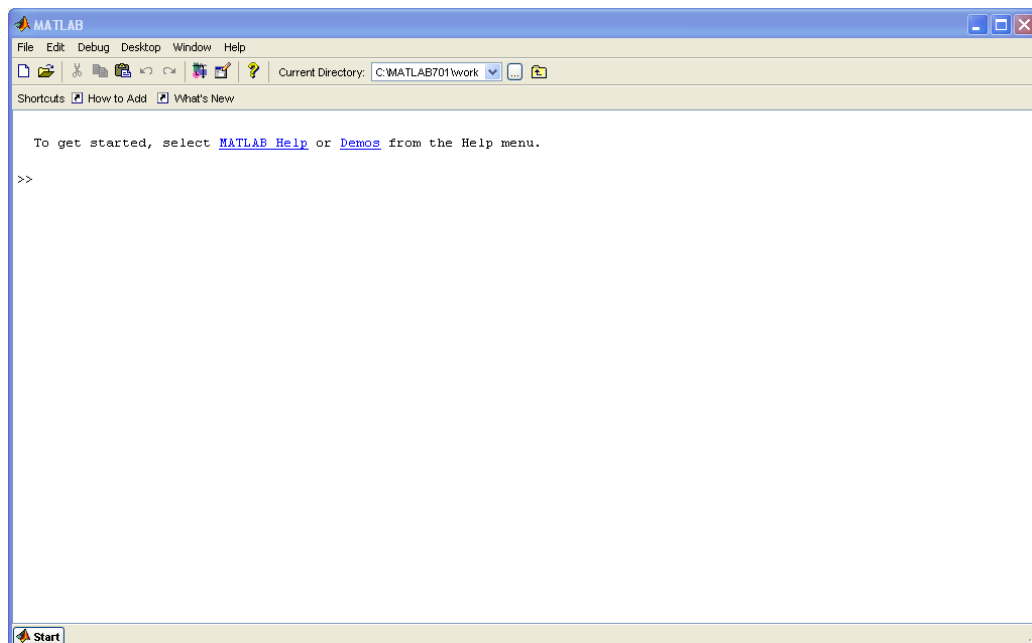 MATLAB
File Edit Debug Desktop Window Help
Current Directory: C:\MATLAB701\work ...
Shortcuts How to Add What's New
To get started, select MATLAB Help or Demos from the Help menu.
>>
Start